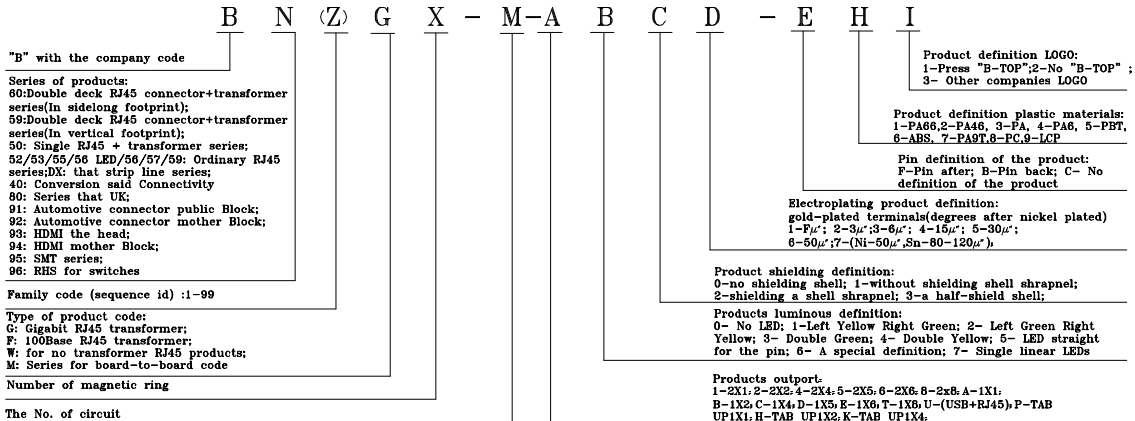 B N (Z) G X - M-A B C D - E H I
"B" with the company code
Series of products:
60:Double deck RJ45 connector+transformer
series(In sidelong footprint);
59:Double deck RJ45 connector+transformer
series(In vertical footprint);
50: Single RJ45 + transformer series;
52/53/55/56 LED/56/57/59: Ordinary RJ45
series;DX: that strip line series;
40: Conversion said Connectivity
80: Series that UK;
91: Automotive connector public Block;
92: Automotive connector mother Block;
93: HDMI the head;
94: HDMI mother Block;
95: SMT series;
96: RHS for switches
Family code (sequence id) :1-99
Type of product code:
G: Gigabit RJ45 transformer;
F: 100Base RJ45 transformer;
W: for no transformer RJ45 products;
M: Series for board-to-board code
Number of magnetic ring
The No. of circuit
Product definition LOGO:
1-Press "B-TOP";2-No "B-TOP" ;
3- Other companies LOGO
Product definition plastic materials:
1-PA66,2-PA46, 3-PA, 4-PA6, 5-PBT,
6-ABS, 7-PA9T,8-PC,9-LCP
Pin definition of the product:
F-Pin after; B-Pin back; C- No
definition of the product
Electroplating product definition:
gold-plated terminals(degrees after nickel plated)
1-Fμ"; 2-3μ";3-6μ"; 4-15μ"; 5-30μ";
6-50μ";7-(Ni-50μ",Sn-80-120μ");
Product shielding definition:
0-no shielding shell; 1-without shielding shell shrapnel;
2-shielding a shell shrapnel; 3-a half-shield shell;
Products luminous definition:
0- No LED; 1-Left Yellow Right Green; 2- Left Green Right
Yellow; 3- Double Green; 4- Double Yellow; 5- LED straight
for the pin; 6- A special definition; 7- Single linear LEDs
Products outport:
1-2X1; 2-2X2; 4-2X4; 5-2X5; 6-2X6; 8-2x8; A-1X1;
B-1X2; C-1X4; D-1X5; E-1X6; T-1X8; U-(USB+RJ45); P-TAB
UP1X1; H-TAB UP1X2; K-TAB UP1X4;